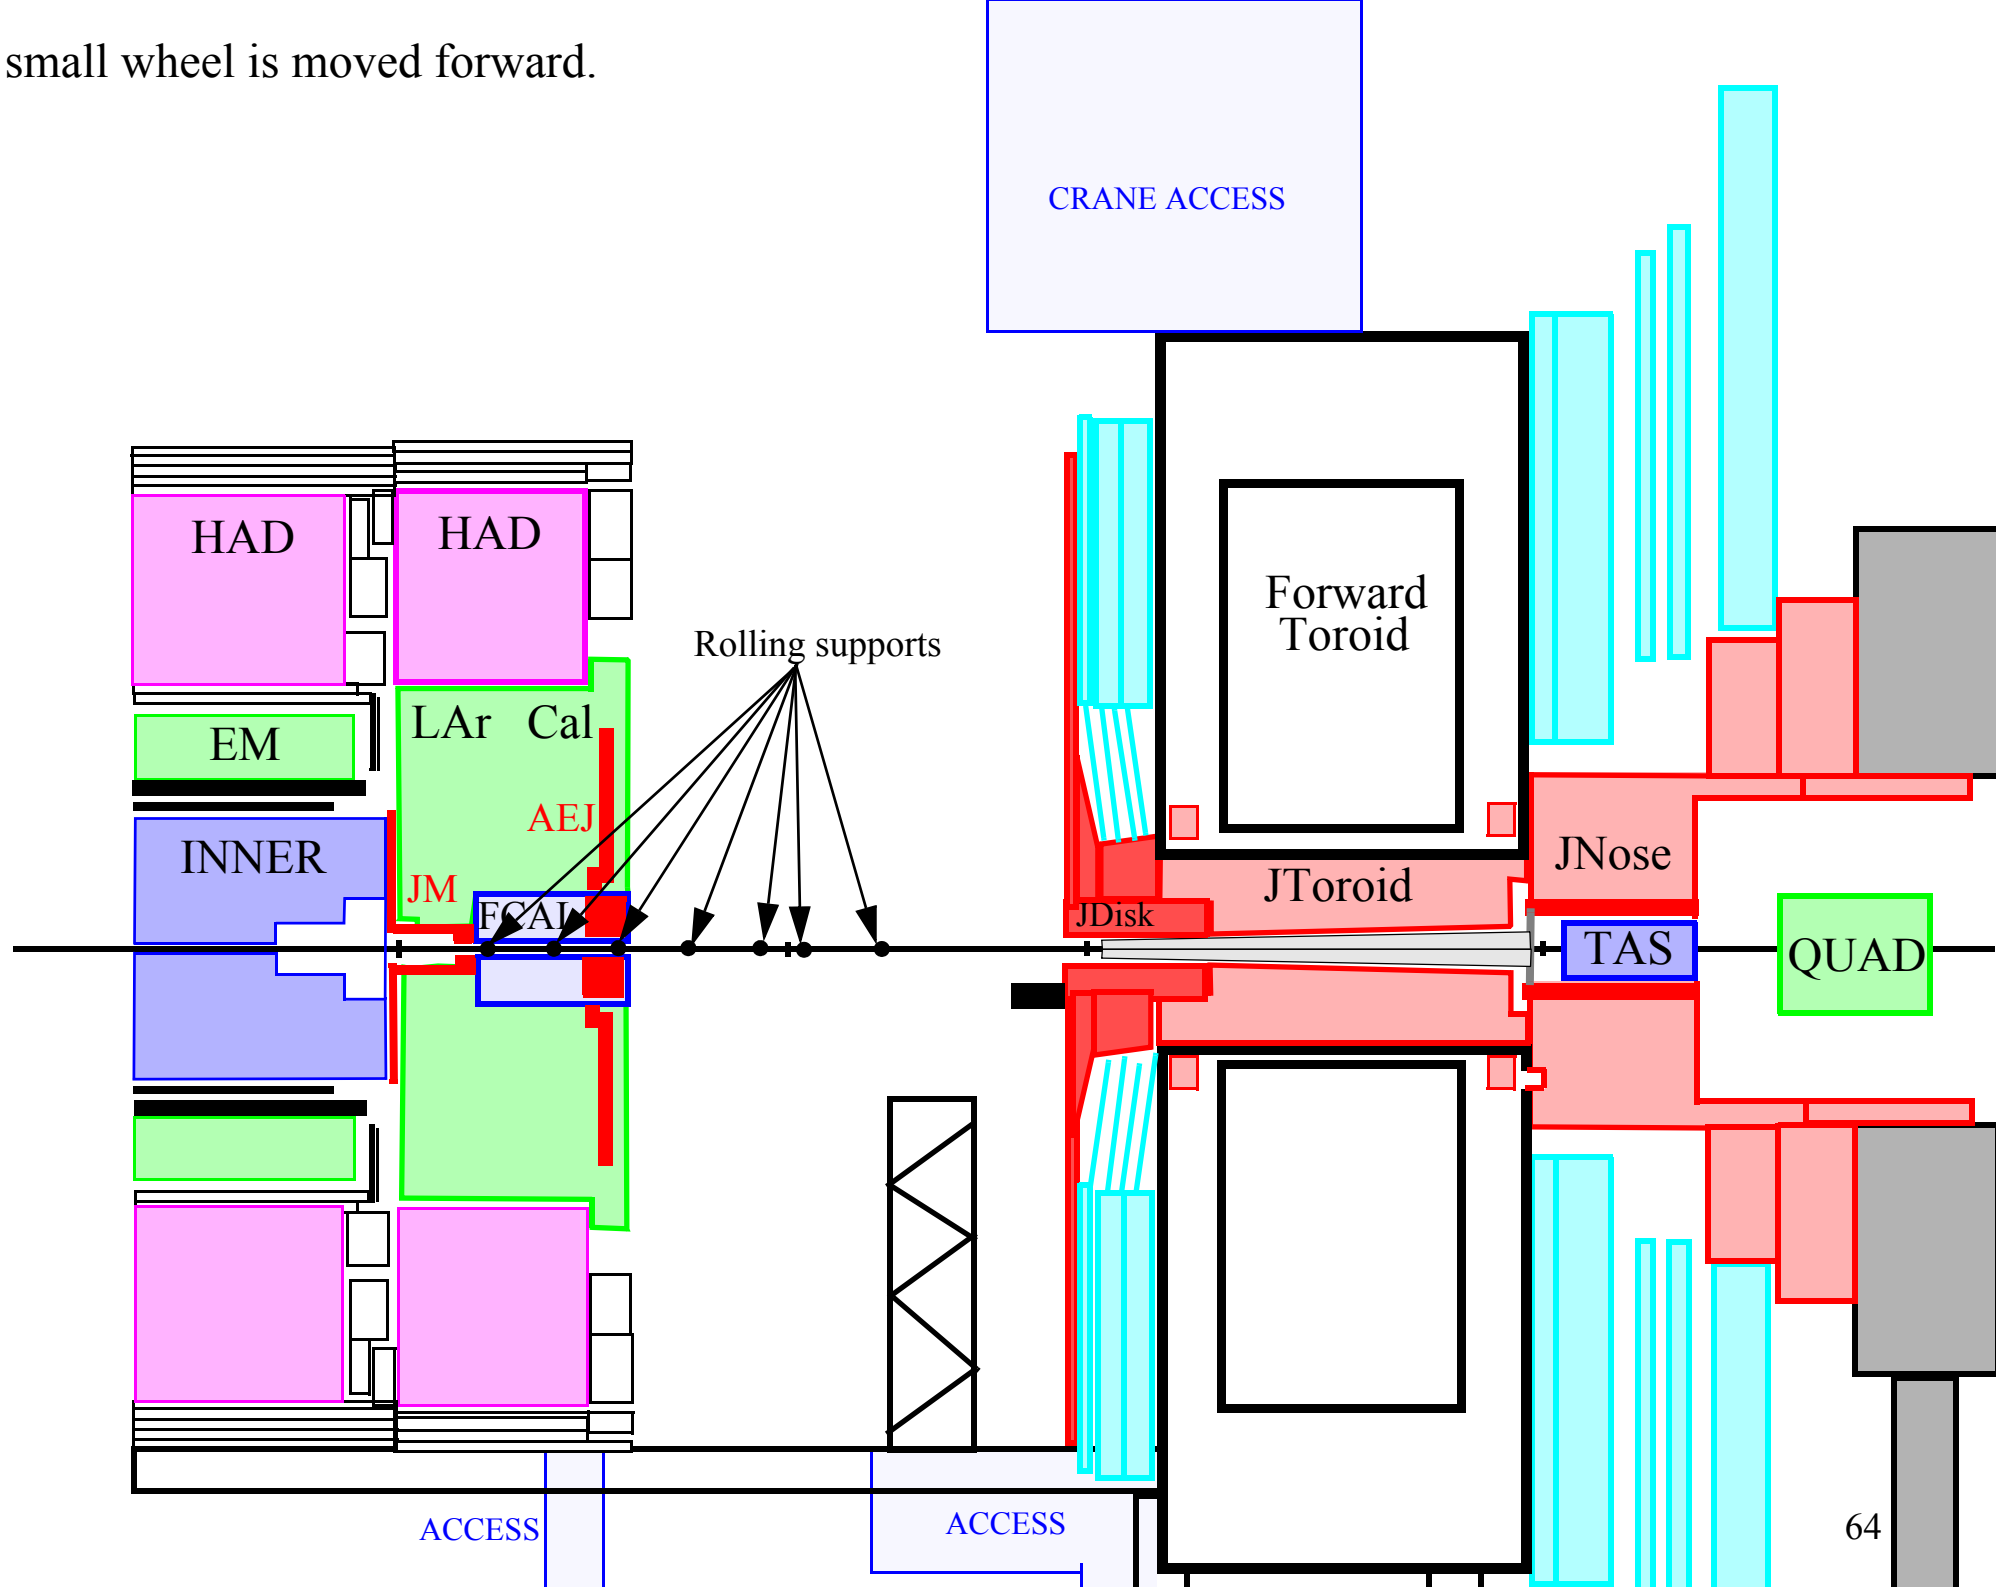 small wheel is moved forward.
CRANE ACCESS
HAD
HAD
Forward
Toroid
Rolling supports
LAr Cal
EM
AEJ
INNER
JM
JNose
JToroid
FCAL
JDisk
TAS
QUAD
ACCESS
ACCESS
64